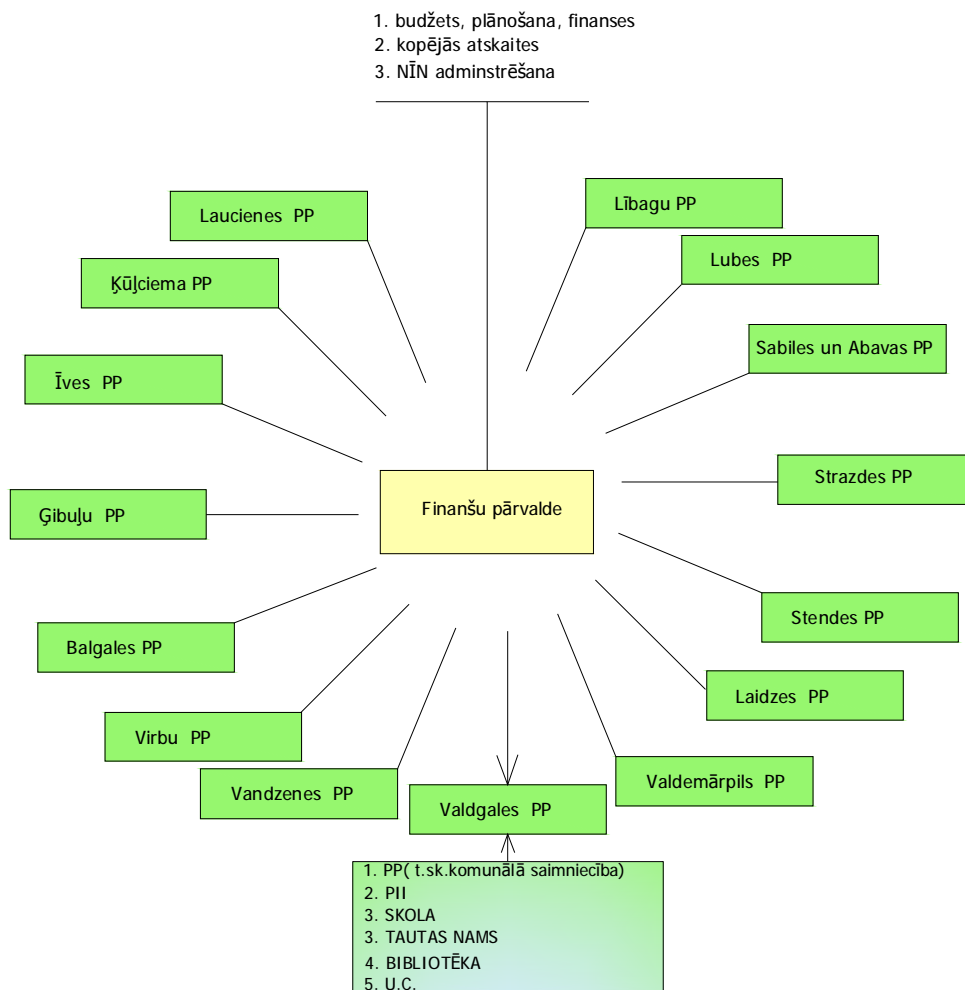 1. budžets, plānošana, finanses
2. kopējās atskaites
3. NĪN adminstrēšana
Laucienes PP
Lībagu PP
Ķūļciema PP
Lubes PP
Īves PP
Sabiles un Abavas PP
Ģibuļu PP
Finanšu pārvalde
Strazdes PP
Balgales PP
Stendes PP
Virbu PP
Laidzes PP
Vandzenes PP
Valdgales PP
Valdemārpils PP
1. PP( t.sk.komunālā saimniecība)
2. PII
3. SKOLA
3. TAUTAS NAMS
4. BIBLIOTĒKA
5. U.C.